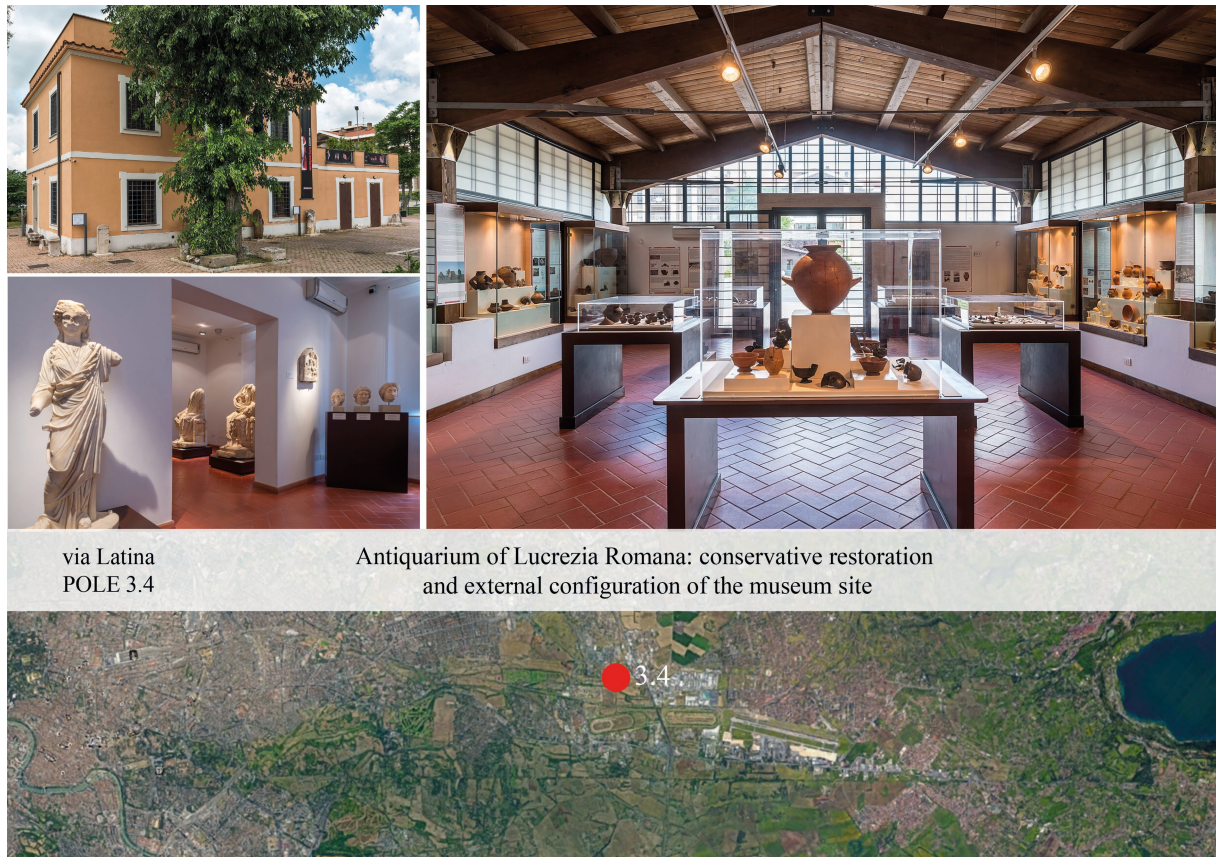 via Latina
POLE 3.4
Antiquarium of Lucrezia Romana: conservative restoration
and external configuration of the museum site
3.4